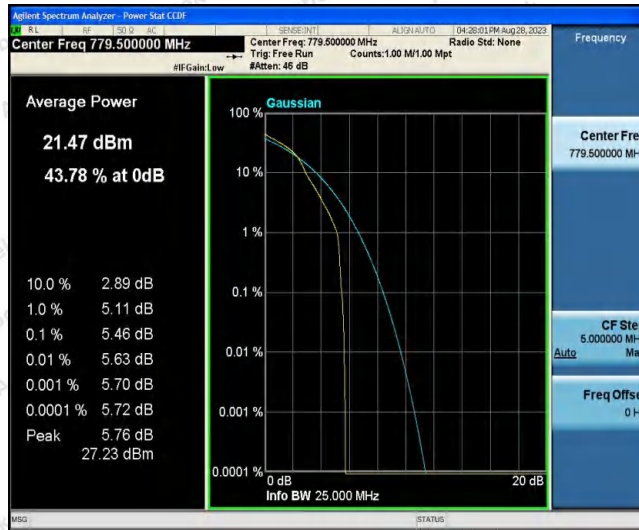 Agilent Spectrum Analyzer - Power Stat CCDF
RL RF 50 Ω AC SENSE:INT ALIGN AUTO 04:28:01 PM Aug 28, 2023
Center Freq 779.500000 MHz
Center Freq: 779.500000 MHz Radio Std: None
Trig: Free Run Counts:1.00 M/1.00 Mpt
#IFGain:Low #Atten: 46 dB
Frequency
Average Power
21.47 dBm
43.78 % at 0dB
10.0 % 2.89 dB
1.0 % 5.11 dB
0.1 % 5.46 dB
0.01 % 5.63 dB
0.001 % 5.70 dB
0.0001 % 5.72 dB
Peak 5.76 dB
27.23 dBm
Gaussian
100 %
10 %
1 %
0.1 %
0.01 %
0.001 %
0.0001 %
0 dB 20 dB
Info BW 25.000 MHz
Center Fre
779.500000 MH
CF Ste
5.000000 MH
Auto Ma
Freq Offse
0 H
MSG STATUS